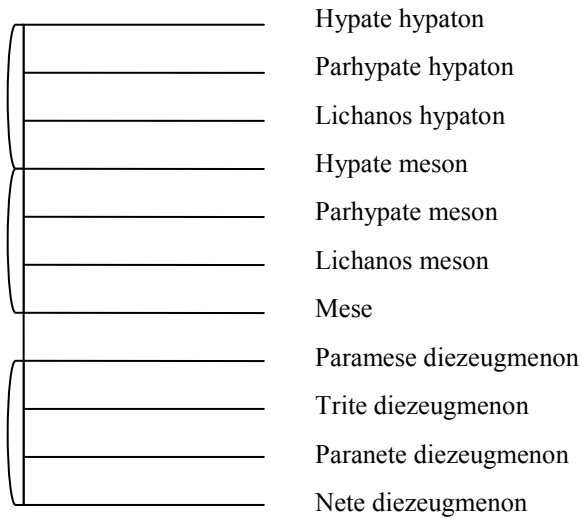 Hypate hypaton
Parhypate hypaton
Lichanos hypaton
Hypate meson
Parhypate meson
Lichanos meson
Mese
Paramese diezeugmenon
Trite diezeugmenon
Paranete diezeugmenon
Nete diezeugmenon